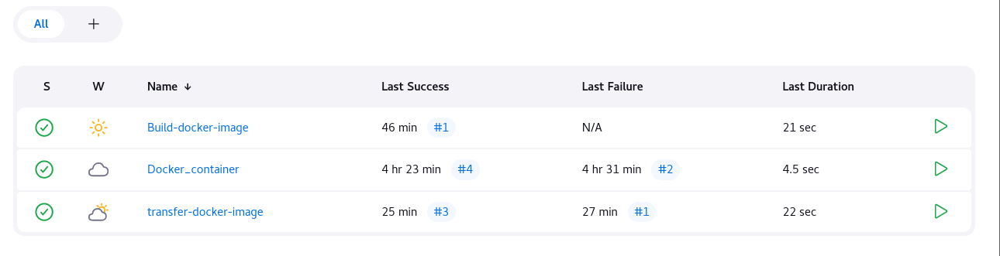 All +
S W Name ↓ Last Success Last Failure Last Duration
Build-docker-image 46 min #1 N/A 21 sec
Docker_container 4 hr 23 min #4 4 hr 31 min #2 4.5 sec
transfer-docker-image 25 min #3 27 min #1 22 sec